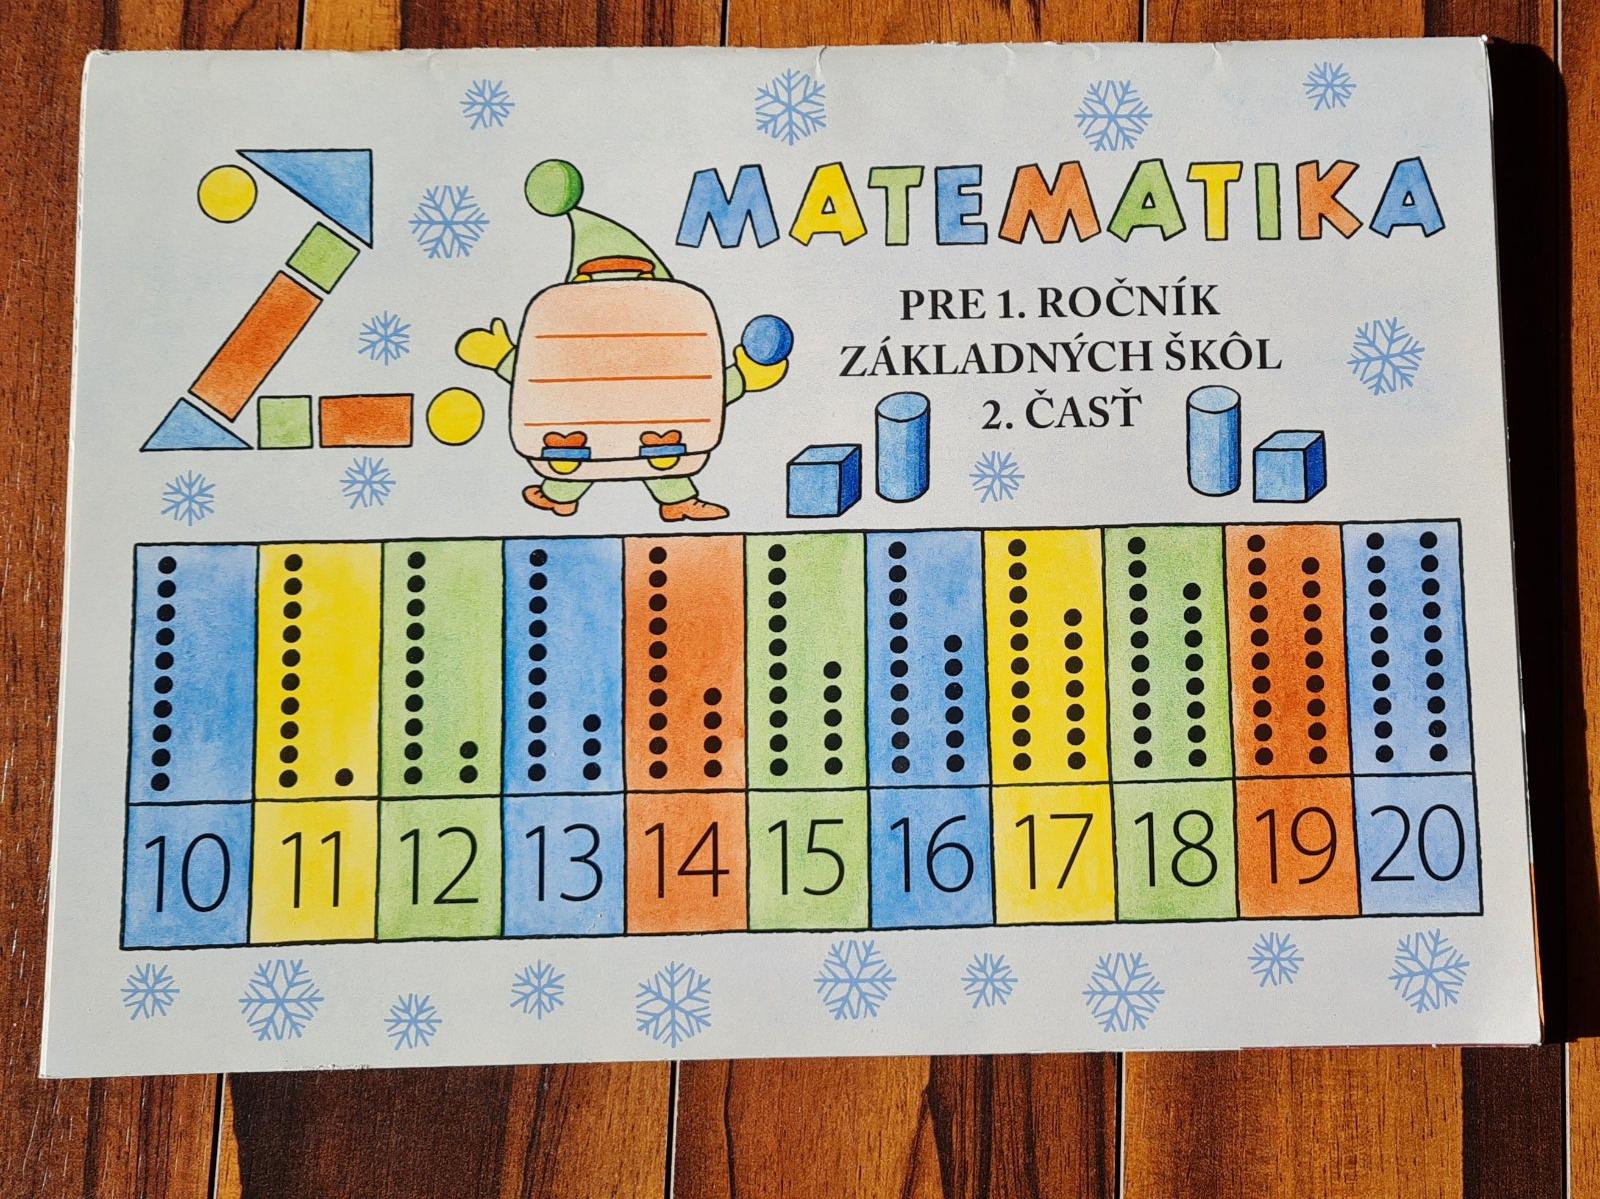 2.
MATEMATIKA
PRE 1. ROČNÍK
ZÁKLADNÝCH ŠKÔL
2. ČASŤ
10 11 12 13 14 15 16 17 18 19 20